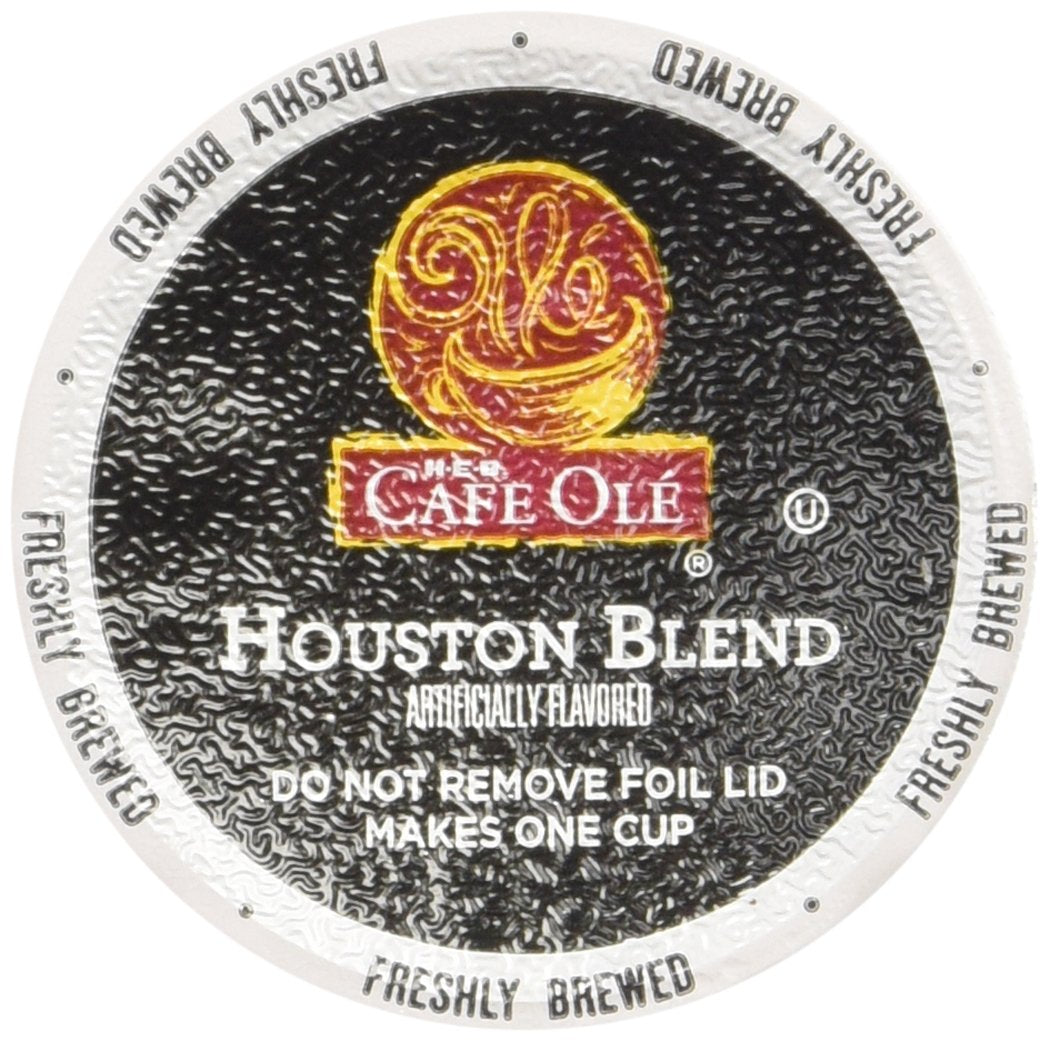 FRESHLY BREWED
FRESHLY BREWED
Olé
H-E-B.
CAFE OLÉ
®
U
HOUSTON BLEND
ARTIFICIALLY FLAVORED
DO NOT REMOVE FOIL LID
MAKES ONE CUP
FRESHLY BREWED
FRESHLY BREWED
FRESHLY BREWED